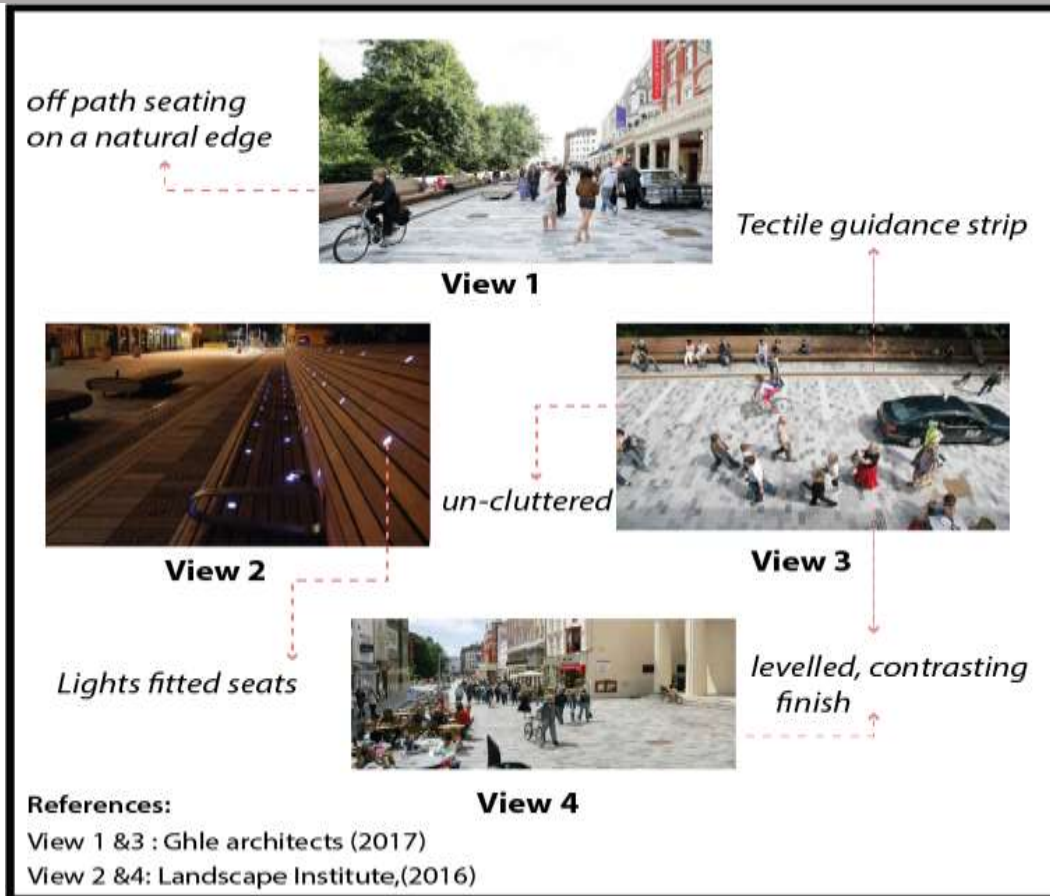 off path seating
on a natural edge
View 1
Tectile guidance strip
View 2
un-cluttered
View 3
Lights fitted seats
levelled, contrasting
finish
View 4
References:
View 1 &3 : Ghle architects (2017)
View 2 &4: Landscape Institute,(2016)